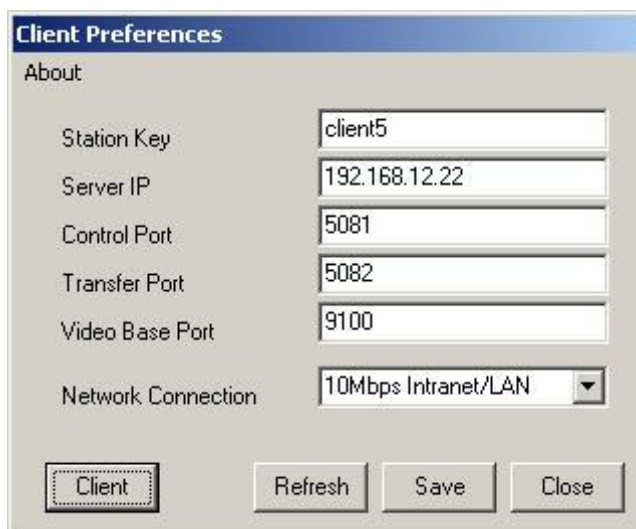 Client Preferences
About
Station Key client5
Server IP 192.168.12.22
Control Port 5081
Transfer Port 5082
Video Base Port 9100
Network Connection 10Mbps Intranet/LAN
Client Refresh Save Close